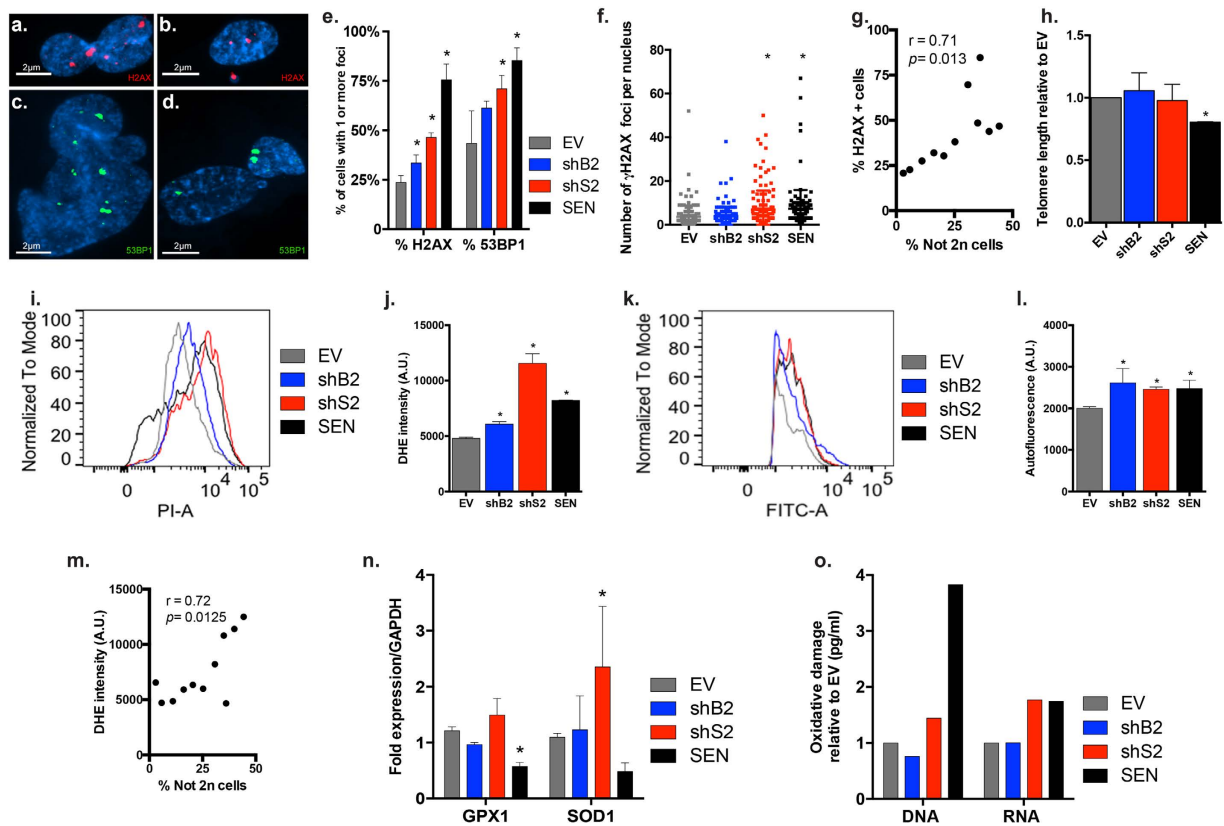 a.
2μm
H2AX
b.
2μm
H2AX
c.
2μm
53BP1
d.
2μm
53BP1
e.
% of cells with 1 or more foci
100%
75%
50%
25%
0%
* * * * *
% H2AX % 53BP1
EV
shB2
shS2
SEN
f.
Number of γH2AX foci per nucleus
80
60
40
20
0
* *
EV shB2 shS2 SEN
g.
% H2AX + cells
100
75
50
25
0
r = 0.71
p= 0.013
0 25 50
% Not 2n cells
h.
Telomere length relative to EV
1.5
1.0
0.5
0.0
*
EV shB2 shS2 SEN
i.
Normalized To Mode
100
80
60
40
20
0
0 10^4 10^5
PI-A
EV
shB2
shS2
SEN
j.
DHE intensity (A.U.)
15000
10000
5000
0
* * *
EV shB2 shS2 SEN
k.
Normalized To Mode
100
80
60
40
20
0
0 10^4 10^5
FITC-A
EV
shB2
shS2
SEN
l.
Autofluorescence (A.U.)
4000
3000
2000
1000
0
* * *
EV shB2 shS2 SEN
m.
DHE intensity (A.U.)
15000
10000
5000
0
r = 0.72
p= 0.0125
0 25 50
% Not 2n cells
n.
Fold expression/GAPDH
4
3
2
1
0
* *
GPX1 SOD1
EV
shB2
shS2
SEN
o.
Oxidative damage
relative to EV (pg/ml)
4
3
2
1
0
DNA RNA
EV
shB2
shS2
SEN